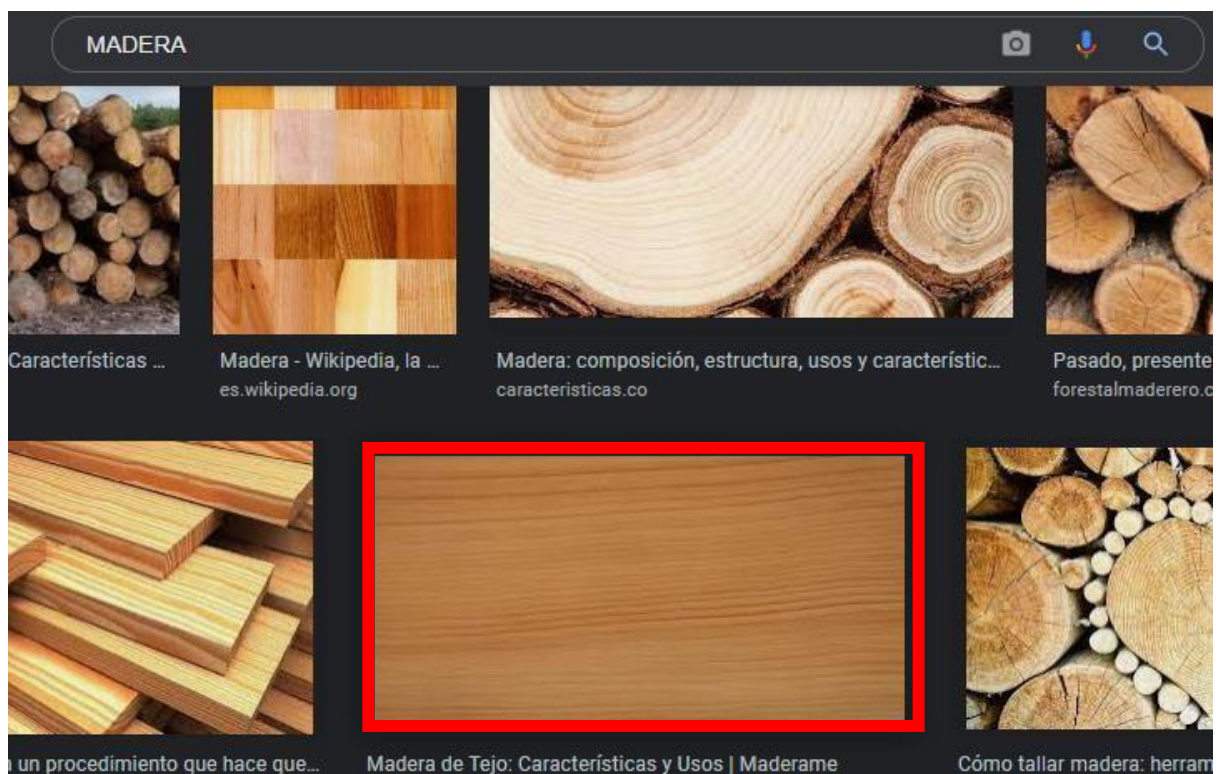 MADERA
Características ...
Madera - Wikipedia, la ...
es.wikipedia.org
Madera: composición, estructura, usos y característic...
caracteristicas.co
Pasado, presente
forestalmaderero.c
un procedimiento que hace que...
Madera de Tejo: Características y Usos | Maderame
Cómo tallar madera: herram